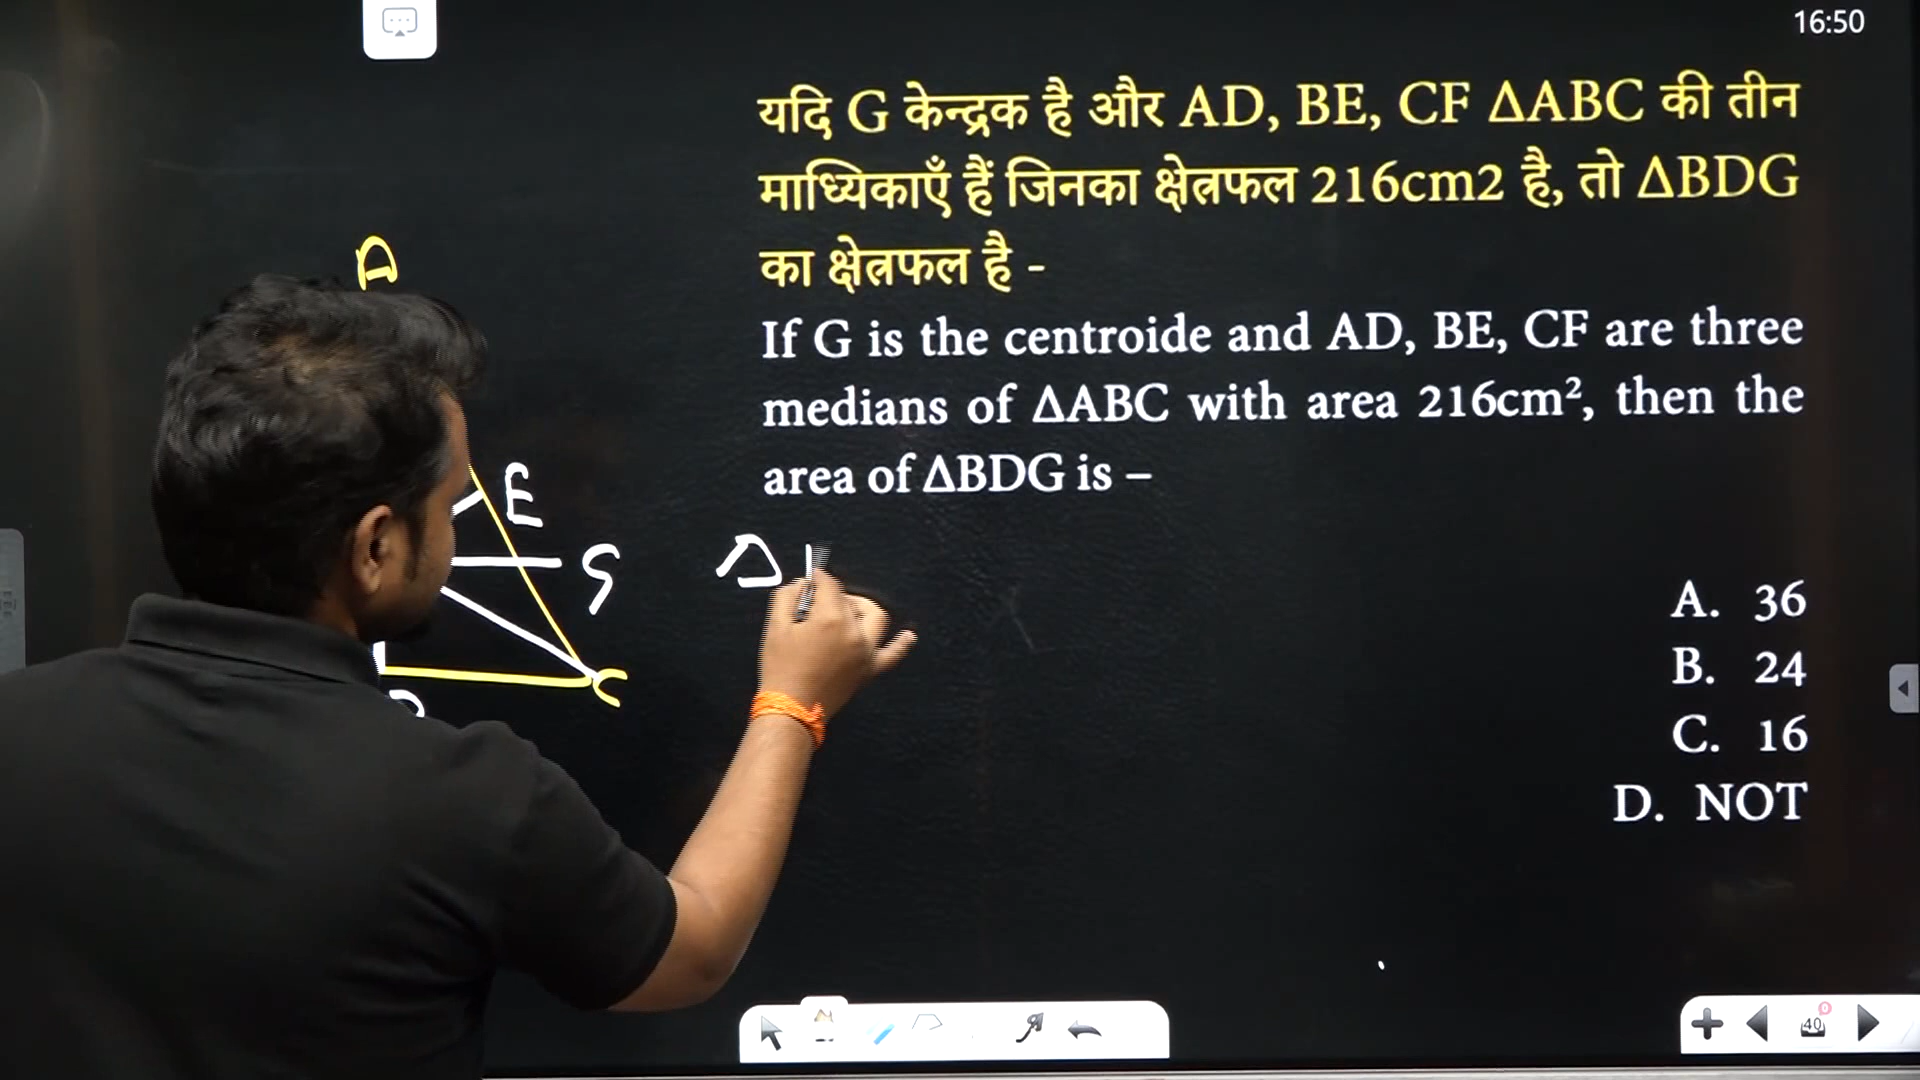 16:50
यदि G केन्द्रक है और AD, BE, CF ΔABC की तीन
माध्यिकाएँ हैं जिनका क्षेत्रफल 216cm2 है, तो ΔBDG
का क्षेत्रफल है -
If G is the centroide and AD, BE, CF are three
medians of ΔABC with area 216cm², then the
area of ΔBDG is –
A. 36
B. 24
C. 16
D. NOT
A
E
G
C
Δ
40